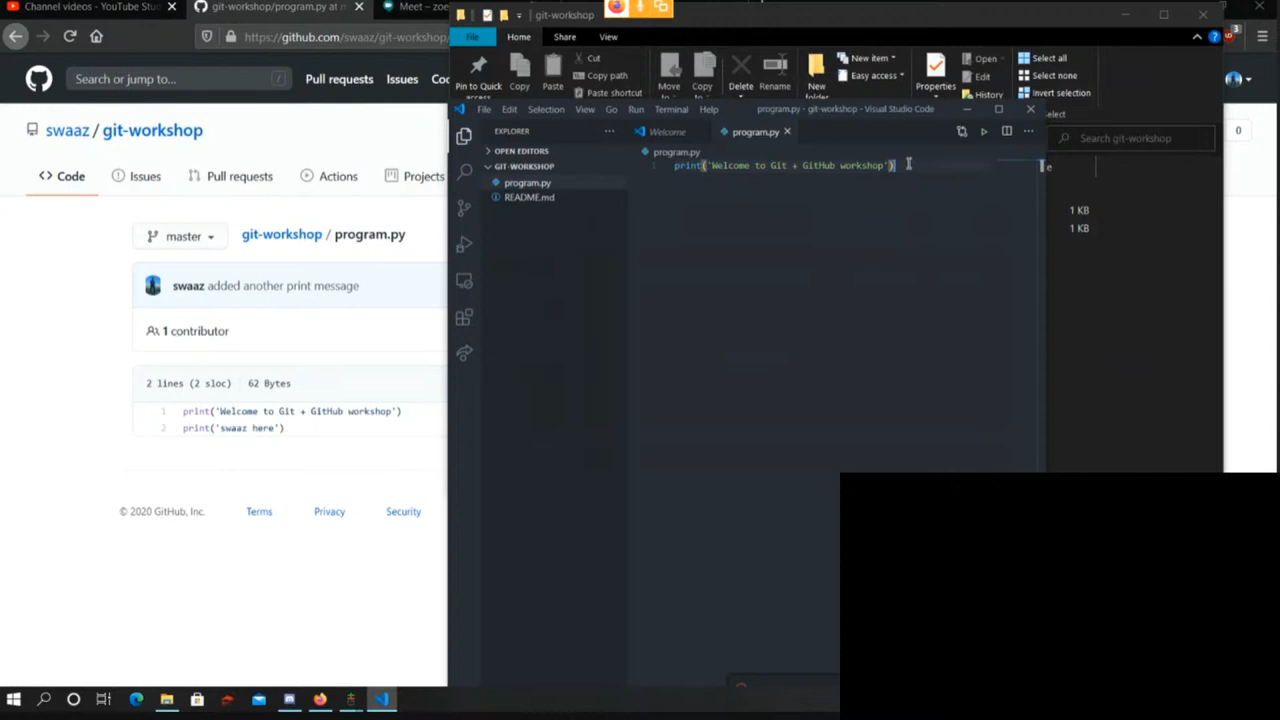 Channel videos - YouTube Stu
git-workshop/program.py at m
Meet – zoe
git-workshop
https://github.com/swaaz/git-workshop/
File
Home
Share
View
Search or jump to...
/
Pull requests
Issues
Pin to Quick
Copy
Paste
Cut
Copy path
Paste shortcut
Move
to
Copy
to
Delete
Rename
New
folder
New item
Easy access
Properties
Open
Edit
History
Select all
Select none
Invert selection
File
Edit
Selection
View
Go
Run
Terminal
Help
program.py - git-workshop - Visual Studio Code
swaaz / git-workshop
EXPLORER
Welcome
program.py
Search git-workshop
OPEN EDITORS
program.py
GIT-WORKSHOP
print('Welcome to Git + GitHub workshop')
program.py
README.md
1 KB
1 KB
0
3
Code
Issues
Pull requests
Actions
Projects
master
git-workshop / program.py
swaaz added another print message
1 contributor
2 lines (2 sloc)
62 Bytes
1 print('Welcome to Git + GitHub workshop')
2 print('swaaz here')
© 2020 GitHub, Inc.
Terms
Privacy
Security